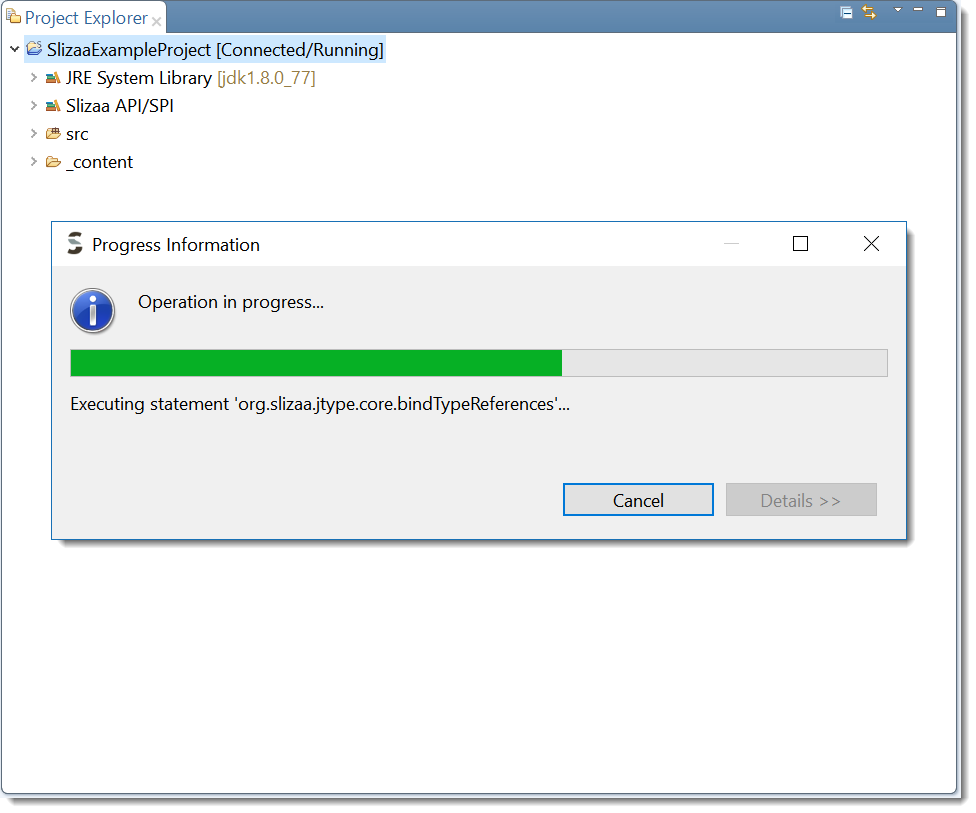 Project Explorer
SlizaaExampleProject [Connected/Running]
JRE System Library [jdk1.8.0_77]
Slizaa API/SPI
src
_content
Progress Information
Operation in progress...
Executing statement 'org.slizaa.jtype.core.bindTypeReferences'...
Cancel Details >>